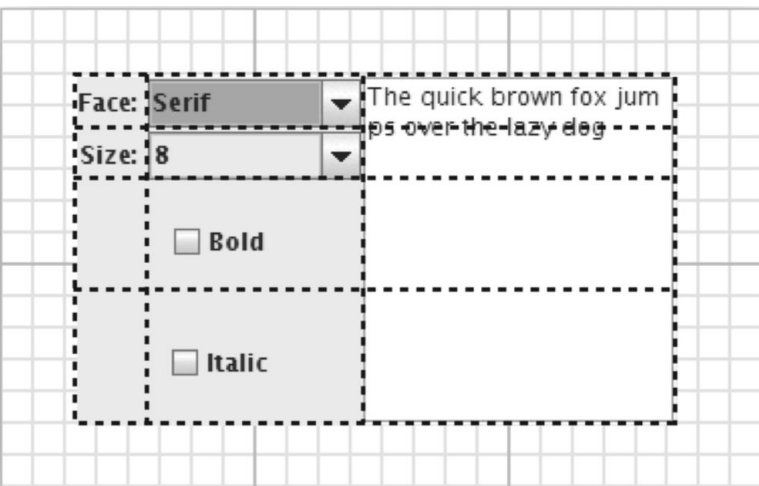 Face: Serif
The quick brown fox jum
ps over the lazy dog
Size: 8
Bold
Italic